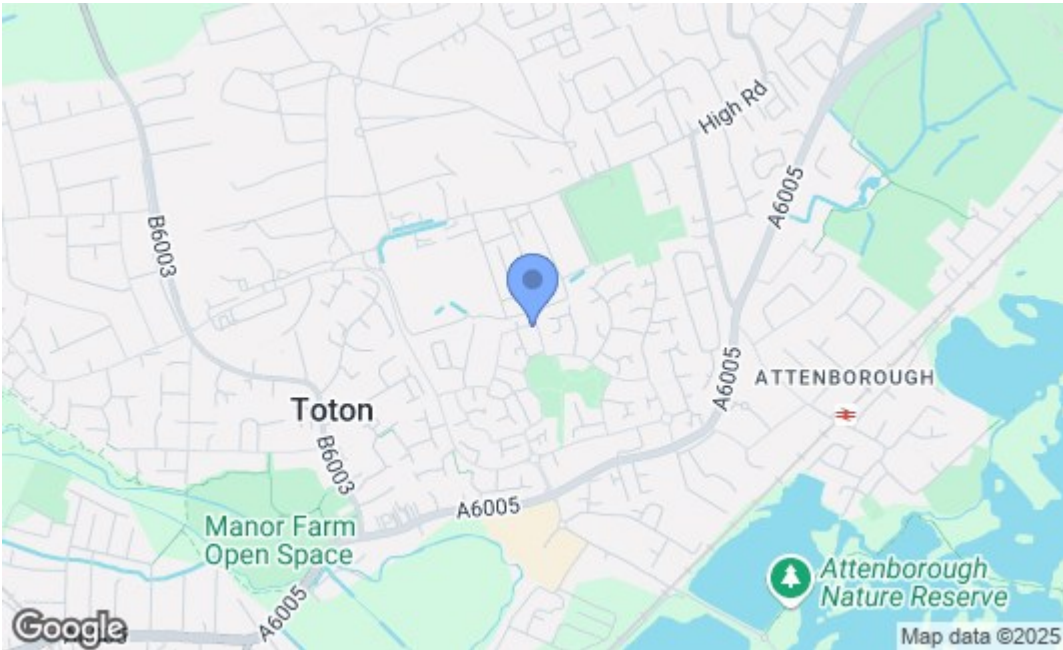 High Rd
A6005
B6003
A6005
ATTENBOROUGH
Toton
B6003
A6005
Manor Farm
Open Space
Attenborough
Nature Reserve
A6005
Google
Map data ©2025